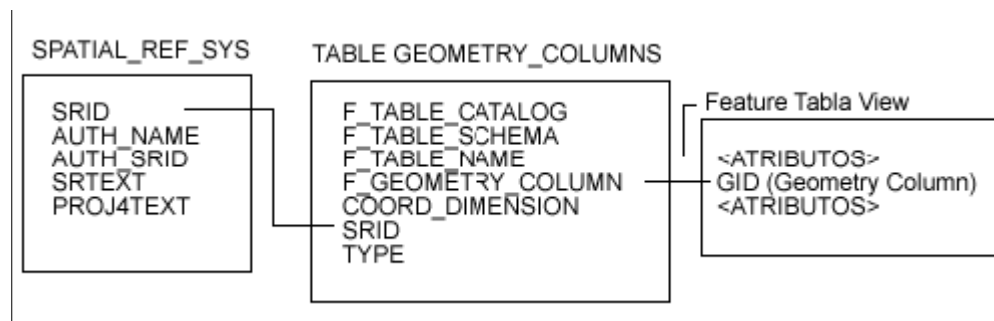 SPATIAL_REF_SYS
SRID
AUTH_NAME
AUTH_SRID
SRTEXT
PROJ4TEXT
TABLE GEOMETRY_COLUMNS
F_TABLE_CATALOG
F_TABLE_SCHEMA
F_TABLE_NAME
F_GEOMETRY_COLUMN
COORD_DIMENSION
SRID
TYPE
Feature Tabla View
<ATRIBUTOS>
GID (Geometry Column)
<ATRIBUTOS>